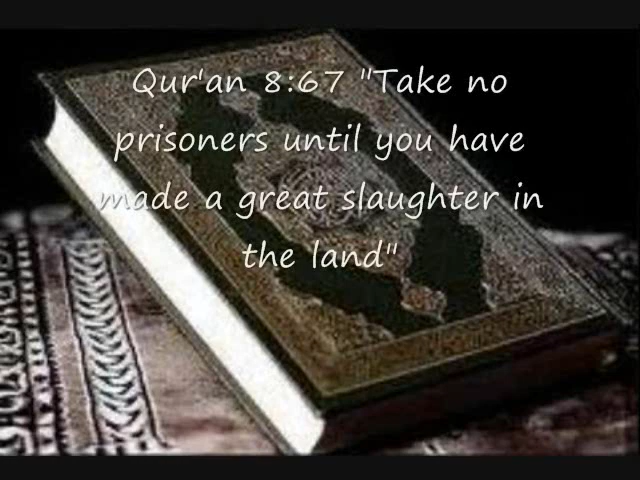 Qur'an 8:67 "Take no
prisoners until you have
made a great slaughter in
the land"